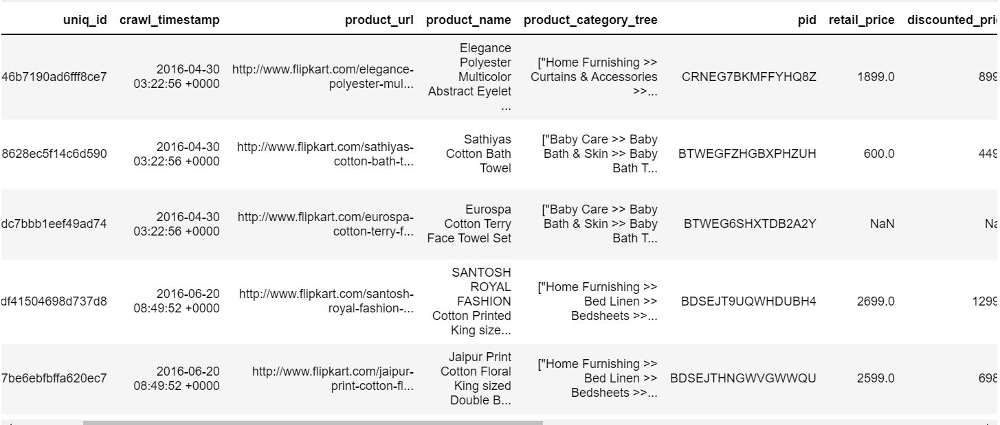 uniq_id crawl_timestamp product_url product_name product_category_tree pid retail_price discounted_pri
46b7190ad6fff8ce7 2016-04-30 03:22:56 +0000 http://www.flipkart.com/elegance-polyester-mul... Elegance Polyester Multicolor Abstract Eyelet ... ["Home Furnishing >> Curtains & Accessories >>... CRNEG7BKMFFYHQ8Z 1899.0 899
8628ec5f14c6d590 2016-04-30 03:22:56 +0000 http://www.flipkart.com/sathiyas-cotton-bath-t... Sathiyas Cotton Bath Towel ["Baby Care >> Baby Bath & Skin >> Baby Bath T... BTWEGFZHGBXPHZUH 600.0 449
dc7bbb1eef49ad74 2016-04-30 03:22:56 +0000 http://www.flipkart.com/eurospa-cotton-terry-f... Eurospa Cotton Terry Face Towel Set ["Baby Care >> Baby Bath & Skin >> Baby Bath T... BTWEG6SHXTDB2A2Y NaN Na
df41504698d737d8 2016-06-20 08:49:52 +0000 http://www.flipkart.com/santosh-royal-fashion-... SANTOSH ROYAL FASHION Cotton Printed King size... ["Home Furnishing >> Bed Linen >> Bedsheets >>... BDSEJT9UQWHDUBH4 2699.0 1299
7be6ebfbffa620ec7 2016-06-20 08:49:52 +0000 http://www.flipkart.com/jaipur-print-cotton-fl... Jaipur Print Cotton Floral King sized Double B... ["Home Furnishing >> Bed Linen >> Bedsheets >>... BDSEJTHNGWVGWWQU 2599.0 698